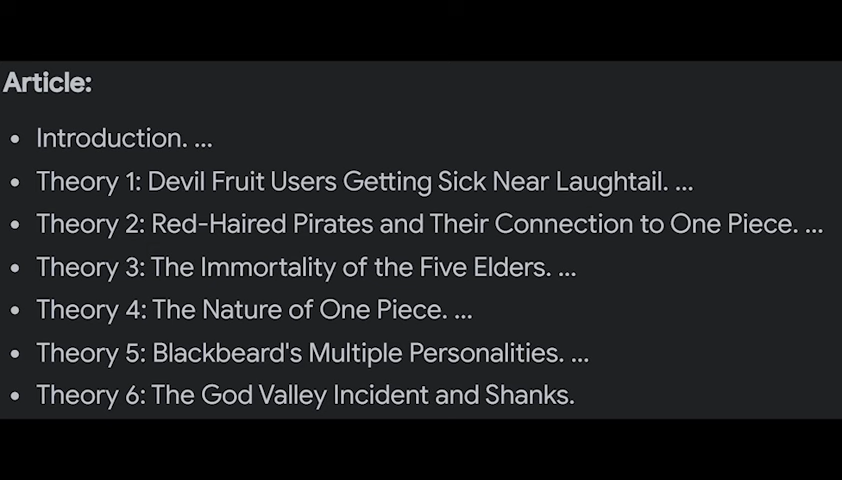 Article:
• Introduction. ...
• Theory 1: Devil Fruit Users Getting Sick Near Laughtail. ...
• Theory 2: Red-Haired Pirates and Their Connection to One Piece. ...
• Theory 3: The Immortality of the Five Elders. ...
• Theory 4: The Nature of One Piece. ...
• Theory 5: Blackbeard's Multiple Personalities. ...
• Theory 6: The God Valley Incident and Shanks.